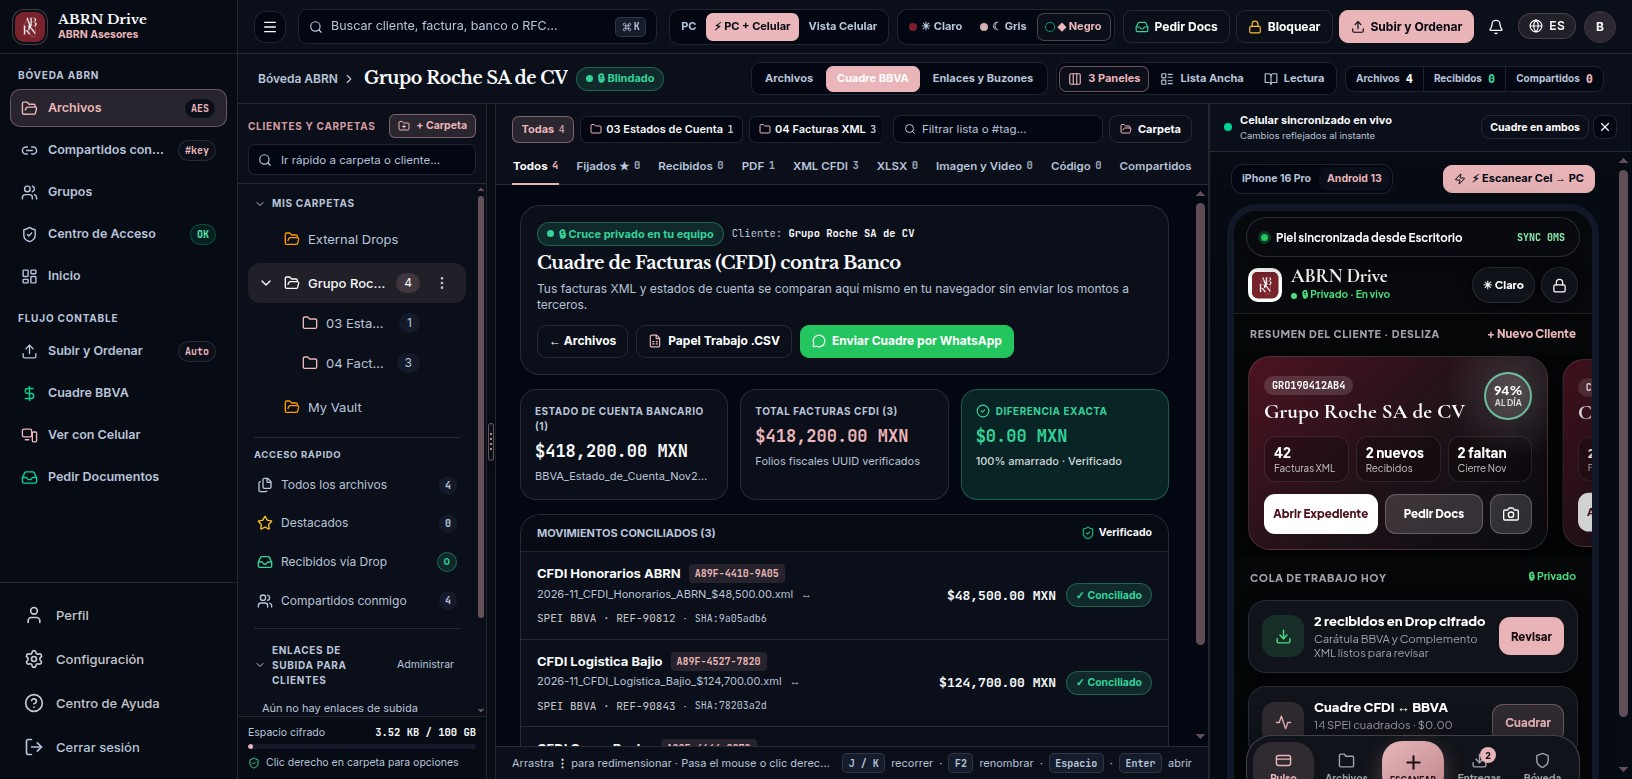 ABRN Drive
ABRN Asesores
Buscar cliente, factura, banco o RFC...
⌘K
PC
⚡ PC + Celular
Vista Celular
☀ Claro
☾ Gris
◆ Negro
Pedir Docs
Bloquear
Subir y Ordenar
ES
B
BÓVEDA ABRN
Archivos
AES
Compartidos con...
#key
Grupos
Centro de Acceso
OK
Inicio
FLUJO CONTABLE
Subir y Ordenar
Auto
Cuadre BBVA
Ver con Celular
Pedir Documentos
Perfil
Configuración
Centro de Ayuda
Cerrar sesión
Bóveda ABRN
Grupo Roche SA de CV
Blindado
Archivos
Cuadre BBVA
Enlaces y Buzones
3 Paneles
Lista Ancha
Lectura
Archivos 4
Recibidos 0
Compartidos 0
CLIENTES Y CARPETAS
+ Carpeta
Ir rápido a carpeta o cliente...
MIS CARPETAS
External Drops
Grupo Roc...
4
03 Esta...
1
04 Fact...
3
My Vault
ACCESO RÁPIDO
Todos los archivos
4
Destacados
0
Recibidos vía Drop
0
Compartidos conmigo
4
ENLACES DE SUBIDA PARA CLIENTES
Administrar
Aún no hay enlaces de subida
Espacio cifrado
3.52 KB / 100 GB
Clic derecho en carpeta para opciones
Todas 4
03 Estados de Cuenta 1
04 Facturas XML 3
Filtrar lista o #tag...
Carpeta
Todos 4
Fijados ★ 0
Recibidos 0
PDF 1
XML CFDI 3
XLSX 0
Imagen y Video 0
Código 0
Compartidos
Cruce privado en tu equipo
Cliente: Grupo Roche SA de CV
Cuadre de Facturas (CFDI) contra Banco
Tus facturas XML y estados de cuenta se comparan aquí mismo en tu navegador sin enviar los montos a
terceros.
← Archivos
Papel Trabajo .CSV
Enviar Cuadre por WhatsApp
ESTADO DE CUENTA BANCARIO
(1)
$418,200.00 MXN
BBVA_Estado_de_Cuenta_Nov2...
TOTAL FACTURAS CFDI (3)
$418,200.00 MXN
Folios fiscales UUID verificados
DIFERENCIA EXACTA
$0.00 MXN
100% amarrado · Verificado
MOVIMIENTOS CONCILIADOS (3)
Verificado
CFDI Honorarios ABRN
A89F-4410-9A05
2026-11_CFDI_Honorarios_ABRN_$48,500.00.xml ↔
SPEI BBVA · REF-90812 · SHA:9a05adb6
$48,500.00 MXN
✓ Conciliado
CFDI Logistica Bajio
A89F-4527-7820
2026-11_CFDI_Logistica_Bajio_$124,700.00.xml ↔
SPEI BBVA · REF-90843 · SHA:78203a2d
$124,700.00 MXN
✓ Conciliado
Arrastra ⋮ para redimensionar · Pasa el mouse o clic derec...
J / K recorrer · F2 renombrar · Espacio · Enter abrir
Celular sincronizado en vivo
Cambios reflejados al instante
Cuadre en ambos
iPhone 16 Pro
Android 13
⚡ Escanear Cel → PC
Piel sincronizada desde Escritorio
SYNC 0MS
ABRN Drive
Privado · En vivo
☀ Claro
RESUMEN DEL CLIENTE · DESLIZA
+ Nuevo Cliente
GRO190412AB4
Grupo Roche SA de CV
94%
AL DÍA
42
Facturas XML
2 nuevos
Recibidos
2 faltan
Cierre Nov
Abrir Expediente
Pedir Docs
COLA DE TRABAJO HOY
Privado
2 recibidos en Drop cifrado
Carátula BBVA y Complemento
XML listos para revisar
Revisar
Cuadre CFDI ↔ BBVA
14 SPEI cuadrados · $0.00
Cuadrar
Pulso
Archivos
ESCANEAR
2
Entregas
Bóveda